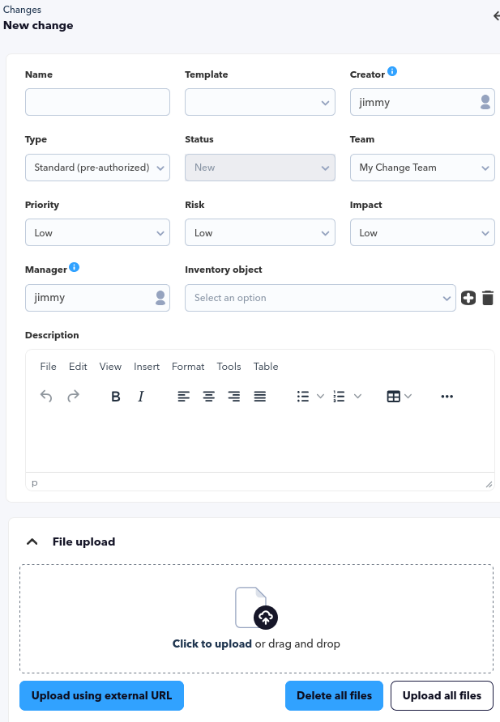 Changes
New change
Name Template Creator
jimmy
Type Status Team
Standard (pre-authorized) New My Change Team
Priority Risk Impact
Low Low Low
Manager Inventory object
jimmy Select an option
Description
File Edit View Insert Format Tools Table
B I
p
File upload
Click to upload or drag and drop
Upload using external URL Delete all files Upload all files